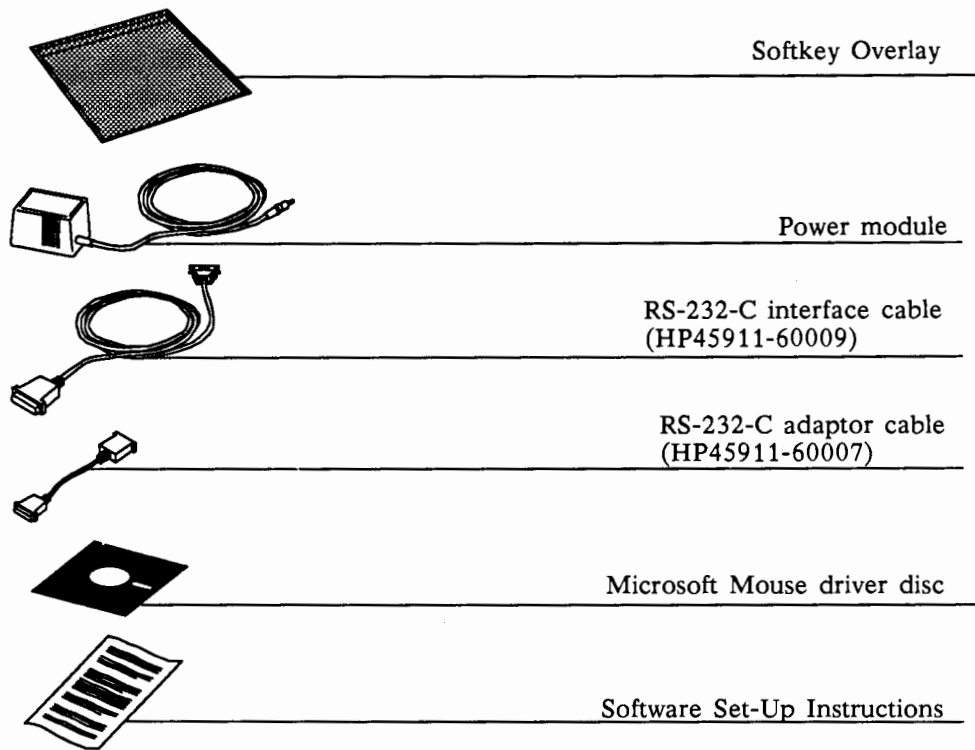 Softkey Overlay
Power module
RS-232-C interface cable
(HP45911-60009)
RS-232-C adaptor cable
(HP45911-60007)
Microsoft Mouse driver disc
Software Set-Up Instructions